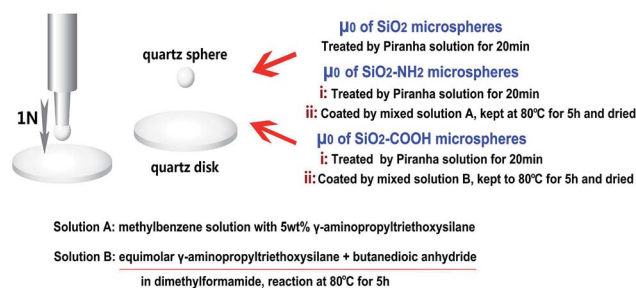 μ0 of SiO2 microspheres
Treated by Piranha solution for 20min
quartz sphere
μ0 of SiO2-NH2 microspheres
i: Treated by Piranha solution for 20min
ii: Coated by mixed solution A, kept at 80℃ for 5h and dried
1N
μ0 of SiO2-COOH microspheres
i: Treated by Piranha solution for 20min
ii: Coated by mixed solution B, kept to 80℃ for 5h and dried
quartz disk
Solution A: methylbenzene solution with 5wt% γ-aminopropyltriethoxysilane
Solution B: equimolar γ-aminopropyltriethoxysilane + butanedioic anhydride
in dimethylformamide, reaction at 80℃ for 5h